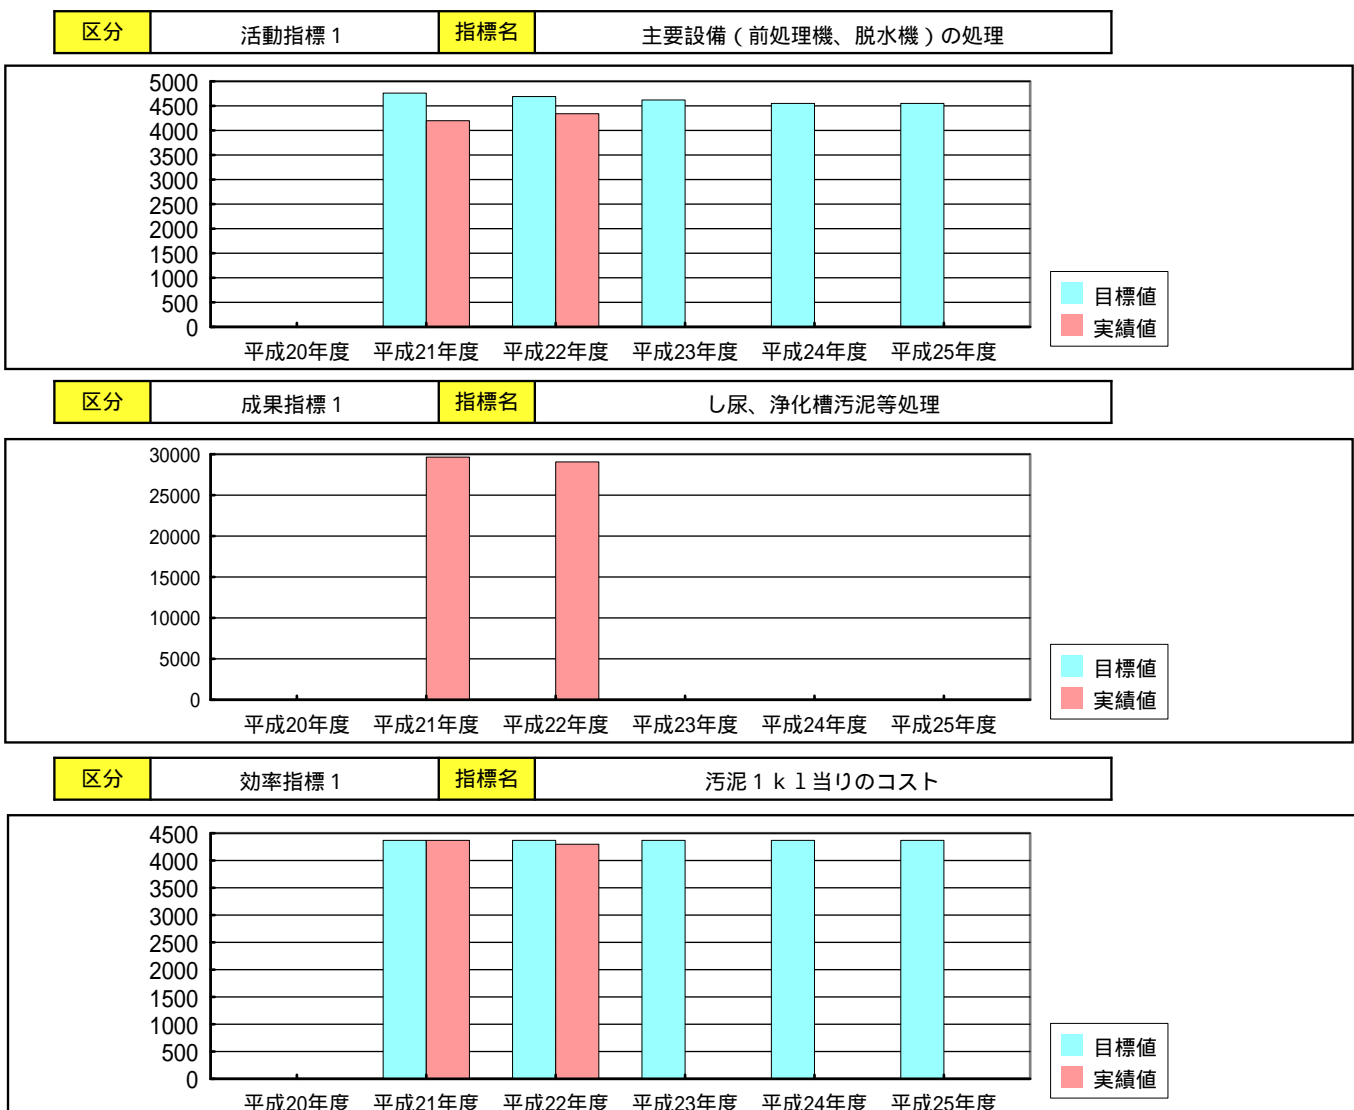 区分 活動指標１ 指標名 主要設備（前処理機、脱水機）の処理
5000
4500
4000
3500
3000
2500
2000
1500
1000
500
0
平成20年度 平成21年度 平成22年度 平成23年度 平成24年度 平成25年度
目標値
実績値
区分 成果指標１ 指標名 し尿、浄化槽汚泥等処理
30000
25000
20000
15000
10000
5000
0
平成20年度 平成21年度 平成22年度 平成23年度 平成24年度 平成25年度
目標値
実績値
区分 効率指標１ 指標名 汚泥１ｋｌ当りのコスト
4500
4000
3500
3000
2500
2000
1500
1000
500
0
平成20年度 平成21年度 平成22年度 平成23年度 平成24年度 平成25年度
目標値
実績値